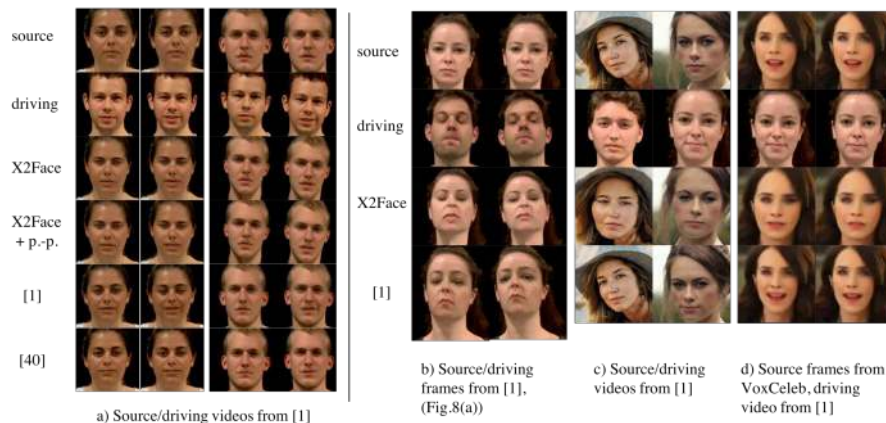 source
driving
X2Face
X2Face
+ p.-p.
[1]
[40]
a) Source/driving videos from [1]
source
driving
X2Face
[1]
b) Source/driving
frames from [1],
(Fig.8(a))
c) Source/driving
videos from [1]
d) Source frames from
VoxCeleb, driving
video from [1]